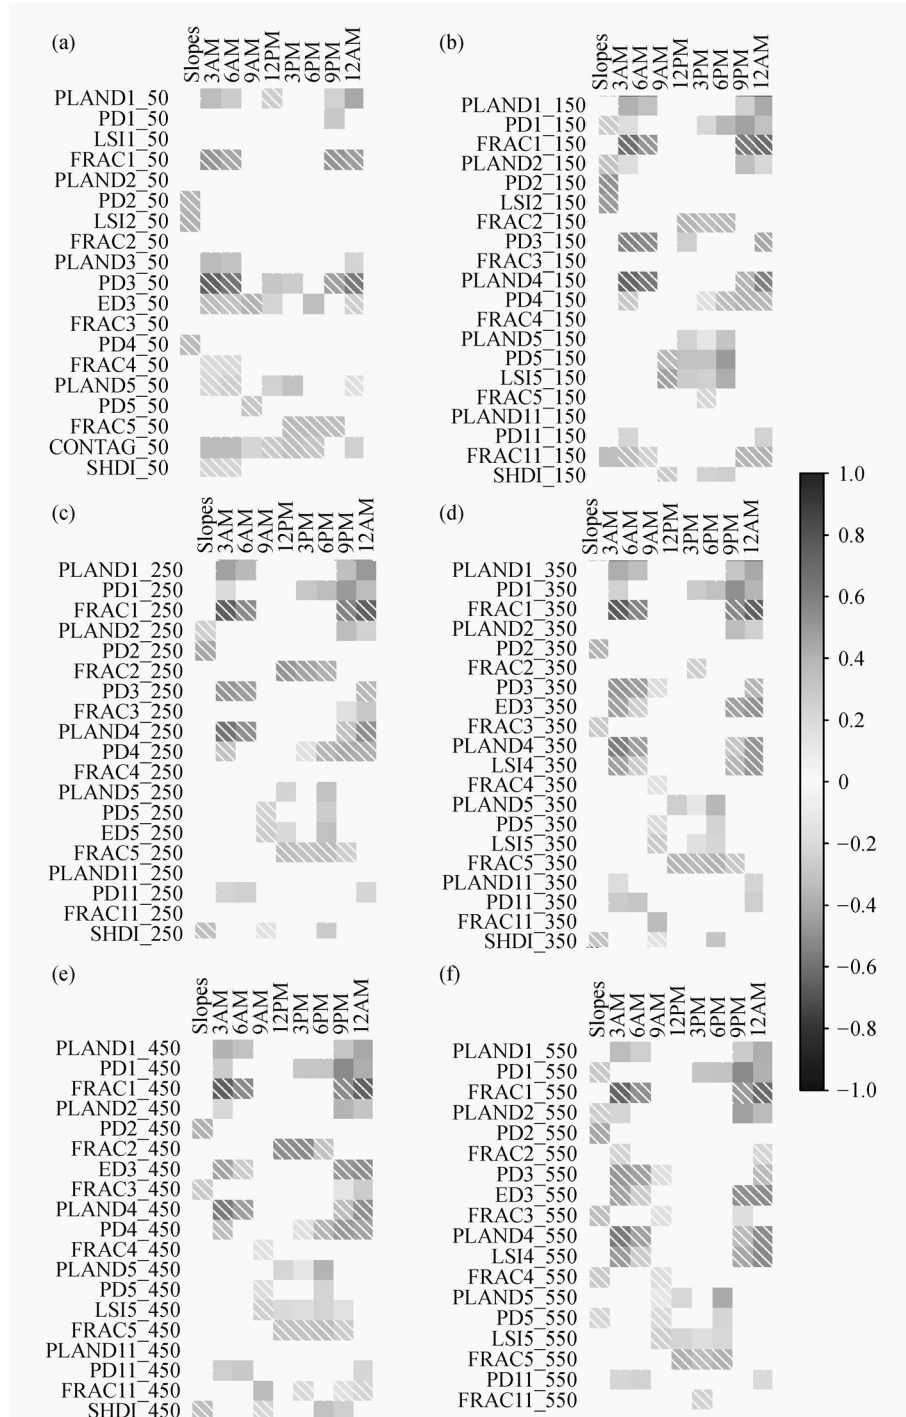 (a)
Slopes 3AM 6AM 9AM 12PM 3PM 6PM 9PM 12AM
PLAND1_50
PD1_50
LSI1_50
FRAC1_50
PLAND2_50
PD2_50
LSI2_50
FRAC2_50
PLAND3_50
PD3_50
ED3_50
FRAC3_50
PD4_50
FRAC4_50
PLAND5_50
PD5_50
FRAC5_50
CONTAG_50
SHDI_50
(b)
Slopes 3AM 6AM 9AM 12PM 3PM 6PM 9PM 12AM
PLAND1_150
PD1_150
FRAC1_150
PLAND2_150
PD2_150
LSI2_150
FRAC2_150
PD3_150
FRAC3_150
PLAND4_150
PD4_150
FRAC4_150
PLAND5_150
PD5_150
LSI5_150
FRAC5_150
PLAND11_150
PD11_150
FRAC11_150
SHDI_150
(c)
Slopes 3AM 6AM 9AM 12PM 3PM 6PM 9PM 12AM
PLAND1_250
PD1_250
FRAC1_250
PLAND2_250
PD2_250
FRAC2_250
PD3_250
FRAC3_250
PLAND4_250
PD4_250
FRAC4_250
PLAND5_250
PD5_250
ED5_250
FRAC5_250
PLAND11_250
PD11_250
FRAC11_250
SHDI_250
(d)
Slopes 3AM 6AM 9AM 12PM 3PM 6PM 9PM 12AM
PLAND1_350
PD1_350
FRAC1_350
PLAND2_350
PD2_350
FRAC2_350
PD3_350
ED3_350
FRAC3_350
PLAND4_350
LSI4_350
FRAC4_350
PLAND5_350
PD5_350
LSI5_350
FRAC5_350
PLAND11_350
PD11_350
FRAC11_350
SHDI_350
(e)
Slopes 3AM 6AM 9AM 12PM 3PM 6PM 9PM 12AM
PLAND1_450
PD1_450
FRAC1_450
PLAND2_450
PD2_450
FRAC2_450
ED3_450
FRAC3_450
PLAND4_450
PD4_450
FRAC4_450
PLAND5_450
PD5_450
LSI5_450
FRAC5_450
PLAND11_450
PD11_450
FRAC11_450
SHDI_450
(f)
Slopes 3AM 6AM 9AM 12PM 3PM 6PM 9PM 12AM
PLAND1_550
PD1_550
FRAC1_550
PLAND2_550
PD2_550
FRAC2_550
PD3_550
ED3_550
FRAC3_550
PLAND4_550
LSI4_550
FRAC4_550
PLAND5_550
PD5_550
LSI5_550
FRAC5_550
PD11_550
FRAC11_550
1.0
0.8
0.6
0.4
0.2
0
−0.2
−0.4
−0.6
−0.8
−1.0